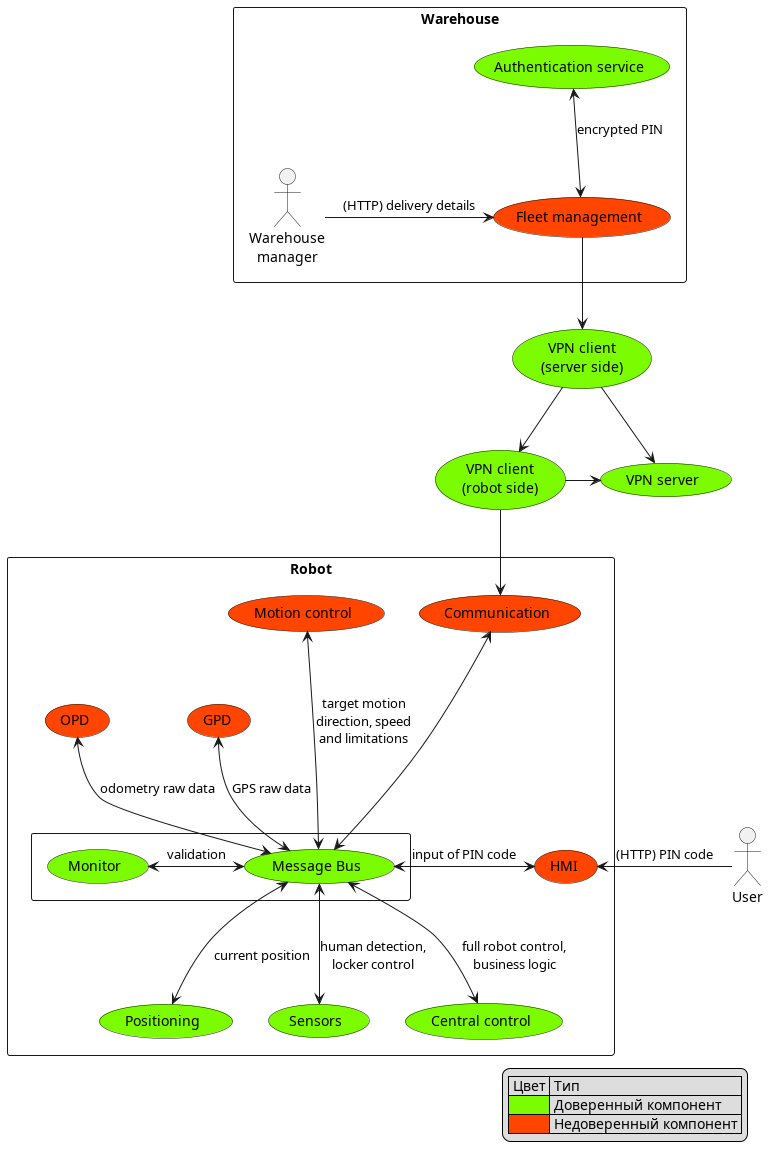 Warehouse
Authentication service
encrypted PIN
(HTTP) delivery details
Fleet management
Warehouse
manager
VPN client
(server side)
VPN client
(robot side)
VPN server
Robot
Motion control
Communication
target motion
direction, speed
and limitations
OPD
GPD
odometry raw data
GPS raw data
Monitor
validation
Message Bus
input of PIN code
HMI
(HTTP) PIN code
User
current position
human detection,
locker control
full robot control,
business logic
Positioning
Sensors
Central control
Цвет Тип
Доверенный компонент
Недоверенный компонент